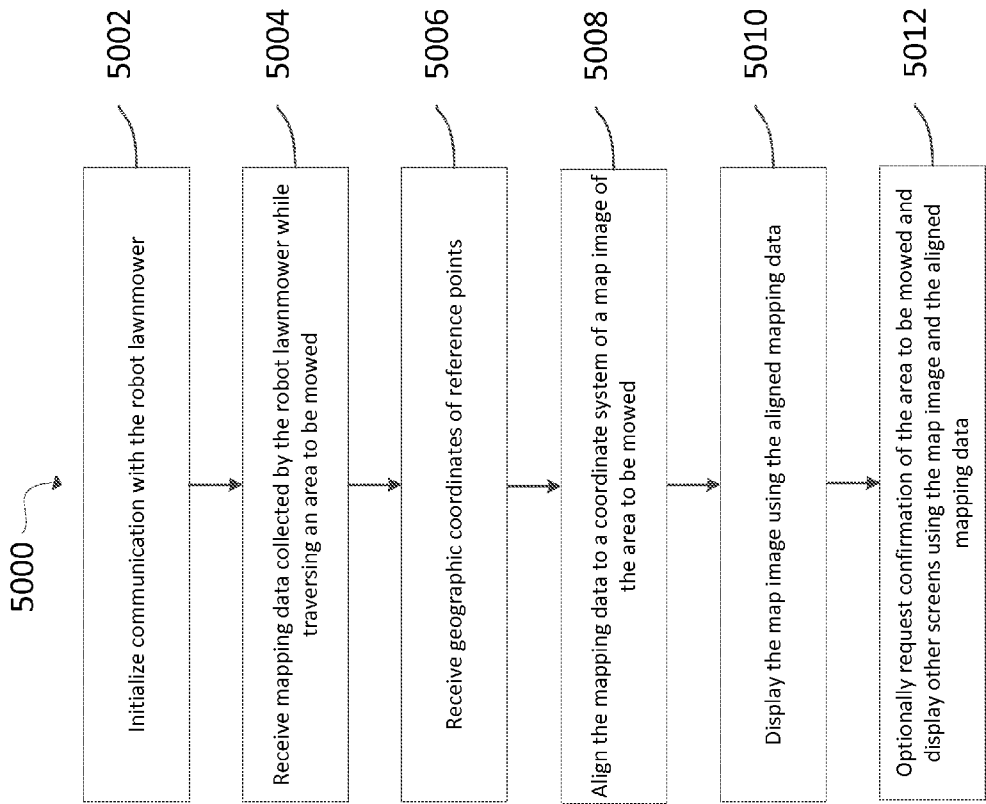 5000
Initialize communication with the robot lawnmower
5002
Receive mapping data collected by the robot lawnmower while
traversing an area to be mowed
5004
Receive geographic coordinates of reference points
5006
Align the mapping data to a coordinate system of a map image of
the area to be mowed
5008
Display the map image using the aligned mapping data
5010
Optionally request confirmation of the area to be mowed and
display other screens using the map image and the aligned
mapping data
5012